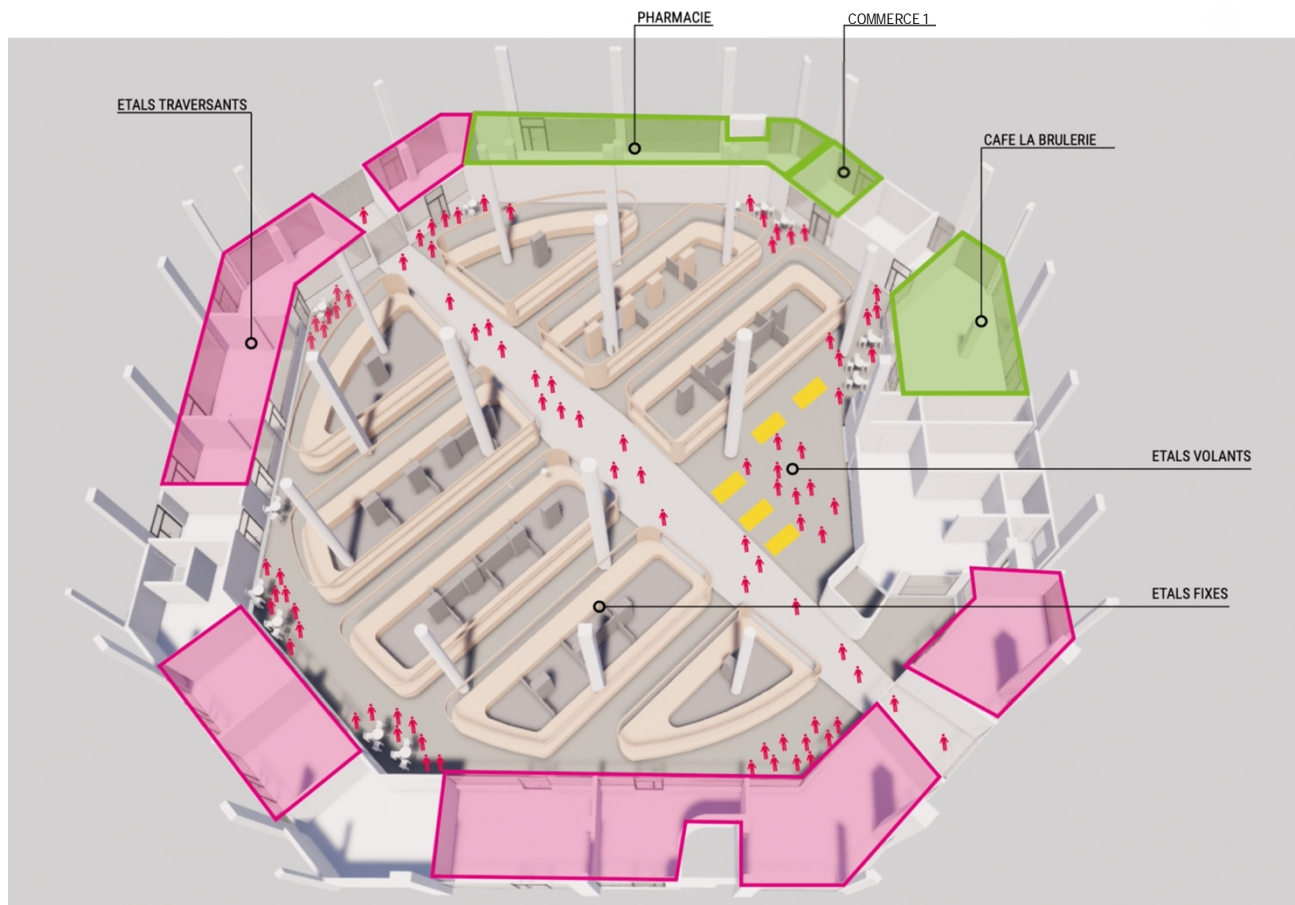 PHARMACIE
COMMERCE 1
ETALS TRAVERSANTS
CAFE LA BRULERIE
ETALS VOLANTS
ETALS FIXES